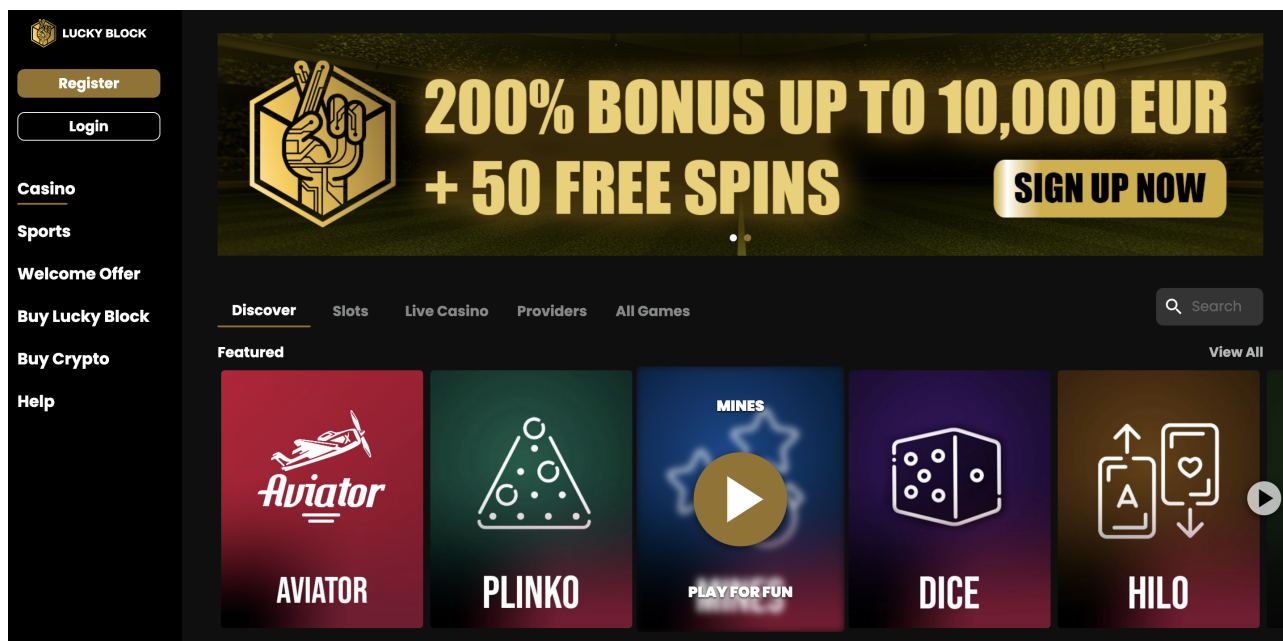 LUCKY BLOCK
Register
Login
Casino
Sports
Welcome Offer
Buy Lucky Block
Buy Crypto
Help
200% BONUS UP TO 10,000 EUR
+ 50 FREE SPINS
SIGN UP NOW
Discover Slots Live Casino Providers All Games
Search
Featured
View All
Aviator
AVIATOR
PLINKO
MINES
PLAY FOR FUN
MINES
DICE
A
HILO